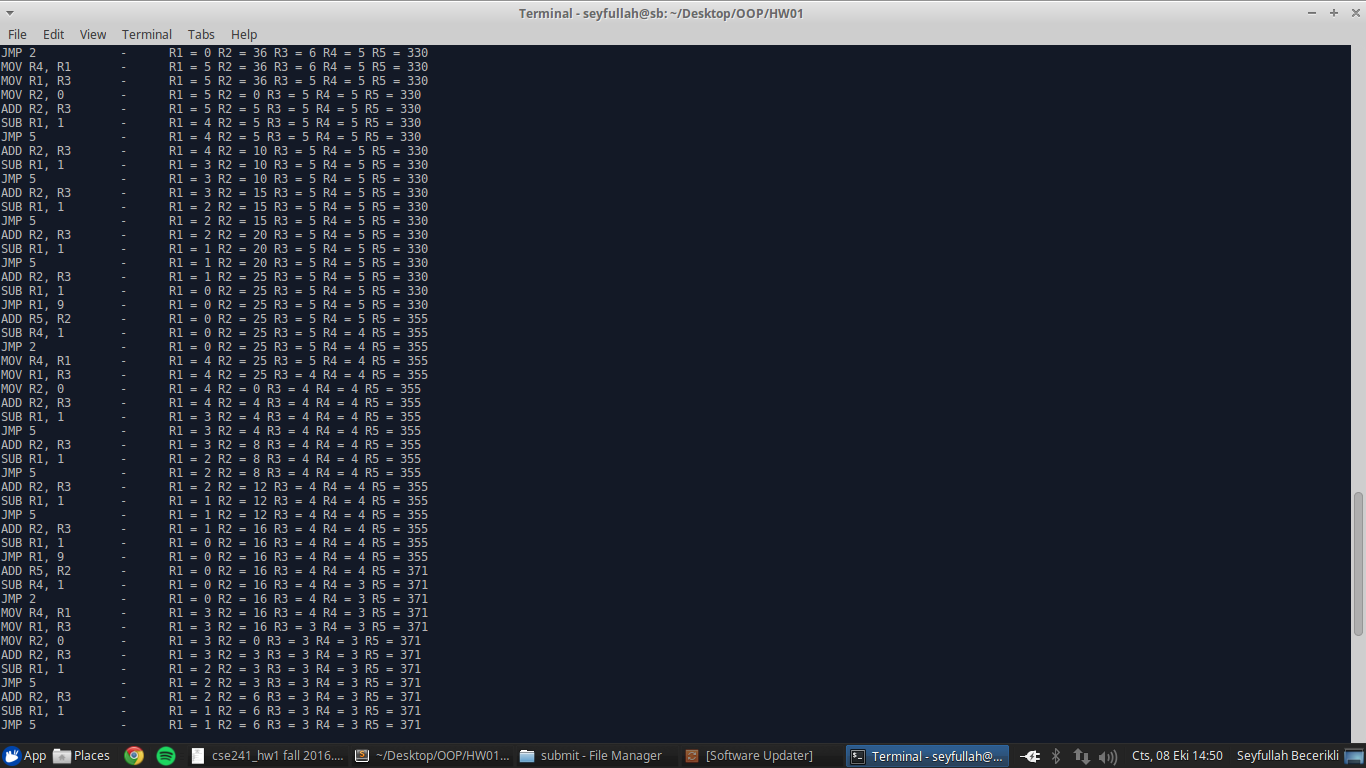 Terminal - seyfullah@sb: ~/Desktop/OOP/HW01
File Edit View Terminal Tabs Help
JMP 2 - R1 = 0 R2 = 36 R3 = 6 R4 = 5 R5 = 330
MOV R4, R1 - R1 = 5 R2 = 36 R3 = 6 R4 = 5 R5 = 330
MOV R1, R3 - R1 = 5 R2 = 36 R3 = 5 R4 = 5 R5 = 330
MOV R2, 0 - R1 = 5 R2 = 0 R3 = 5 R4 = 5 R5 = 330
ADD R2, R3 - R1 = 5 R2 = 5 R3 = 5 R4 = 5 R5 = 330
SUB R1, 1 - R1 = 4 R2 = 5 R3 = 5 R4 = 5 R5 = 330
JMP 5 - R1 = 4 R2 = 5 R3 = 5 R4 = 5 R5 = 330
ADD R2, R3 - R1 = 4 R2 = 10 R3 = 5 R4 = 5 R5 = 330
SUB R1, 1 - R1 = 3 R2 = 10 R3 = 5 R4 = 5 R5 = 330
JMP 5 - R1 = 3 R2 = 10 R3 = 5 R4 = 5 R5 = 330
ADD R2, R3 - R1 = 3 R2 = 15 R3 = 5 R4 = 5 R5 = 330
SUB R1, 1 - R1 = 2 R2 = 15 R3 = 5 R4 = 5 R5 = 330
JMP 5 - R1 = 2 R2 = 15 R3 = 5 R4 = 5 R5 = 330
ADD R2, R3 - R1 = 2 R2 = 20 R3 = 5 R4 = 5 R5 = 330
SUB R1, 1 - R1 = 1 R2 = 20 R3 = 5 R4 = 5 R5 = 330
JMP 5 - R1 = 1 R2 = 20 R3 = 5 R4 = 5 R5 = 330
ADD R2, R3 - R1 = 1 R2 = 25 R3 = 5 R4 = 5 R5 = 330
SUB R1, 1 - R1 = 0 R2 = 25 R3 = 5 R4 = 5 R5 = 330
JMP R1, 9 - R1 = 0 R2 = 25 R3 = 5 R4 = 5 R5 = 330
ADD R5, R2 - R1 = 0 R2 = 25 R3 = 5 R4 = 5 R5 = 355
SUB R4, 1 - R1 = 0 R2 = 25 R3 = 5 R4 = 4 R5 = 355
JMP 2 - R1 = 0 R2 = 25 R3 = 5 R4 = 4 R5 = 355
MOV R4, R1 - R1 = 4 R2 = 25 R3 = 5 R4 = 4 R5 = 355
MOV R1, R3 - R1 = 4 R2 = 25 R3 = 4 R4 = 4 R5 = 355
MOV R2, 0 - R1 = 4 R2 = 0 R3 = 4 R4 = 4 R5 = 355
ADD R2, R3 - R1 = 4 R2 = 4 R3 = 4 R4 = 4 R5 = 355
SUB R1, 1 - R1 = 3 R2 = 4 R3 = 4 R4 = 4 R5 = 355
JMP 5 - R1 = 3 R2 = 4 R3 = 4 R4 = 4 R5 = 355
ADD R2, R3 - R1 = 3 R2 = 8 R3 = 4 R4 = 4 R5 = 355
SUB R1, 1 - R1 = 2 R2 = 8 R3 = 4 R4 = 4 R5 = 355
JMP 5 - R1 = 2 R2 = 8 R3 = 4 R4 = 4 R5 = 355
ADD R2, R3 - R1 = 2 R2 = 12 R3 = 4 R4 = 4 R5 = 355
SUB R1, 1 - R1 = 1 R2 = 12 R3 = 4 R4 = 4 R5 = 355
JMP 5 - R1 = 1 R2 = 12 R3 = 4 R4 = 4 R5 = 355
ADD R2, R3 - R1 = 1 R2 = 16 R3 = 4 R4 = 4 R5 = 355
SUB R1, 1 - R1 = 0 R2 = 16 R3 = 4 R4 = 4 R5 = 355
JMP R1, 9 - R1 = 0 R2 = 16 R3 = 4 R4 = 4 R5 = 355
ADD R5, R2 - R1 = 0 R2 = 16 R3 = 4 R4 = 4 R5 = 371
SUB R4, 1 - R1 = 0 R2 = 16 R3 = 4 R4 = 3 R5 = 371
JMP 2 - R1 = 0 R2 = 16 R3 = 4 R4 = 3 R5 = 371
MOV R4, R1 - R1 = 3 R2 = 16 R3 = 4 R4 = 3 R5 = 371
MOV R1, R3 - R1 = 3 R2 = 16 R3 = 3 R4 = 3 R5 = 371
MOV R2, 0 - R1 = 3 R2 = 0 R3 = 3 R4 = 3 R5 = 371
ADD R2, R3 - R1 = 3 R2 = 3 R3 = 3 R4 = 3 R5 = 371
SUB R1, 1 - R1 = 2 R2 = 3 R3 = 3 R4 = 3 R5 = 371
JMP 5 - R1 = 2 R2 = 3 R3 = 3 R4 = 3 R5 = 371
ADD R2, R3 - R1 = 2 R2 = 6 R3 = 3 R4 = 3 R5 = 371
SUB R1, 1 - R1 = 1 R2 = 6 R3 = 3 R4 = 3 R5 = 371
JMP 5 - R1 = 1 R2 = 6 R3 = 3 R4 = 3 R5 = 371
App Places cse241_hw1 fall 2016.... ~/Desktop/OOP/HW01... submit - File Manager [Software Updater] Terminal - seyfullah@... Cts, 08 Eki 14:50 Seyfullah Becerikli